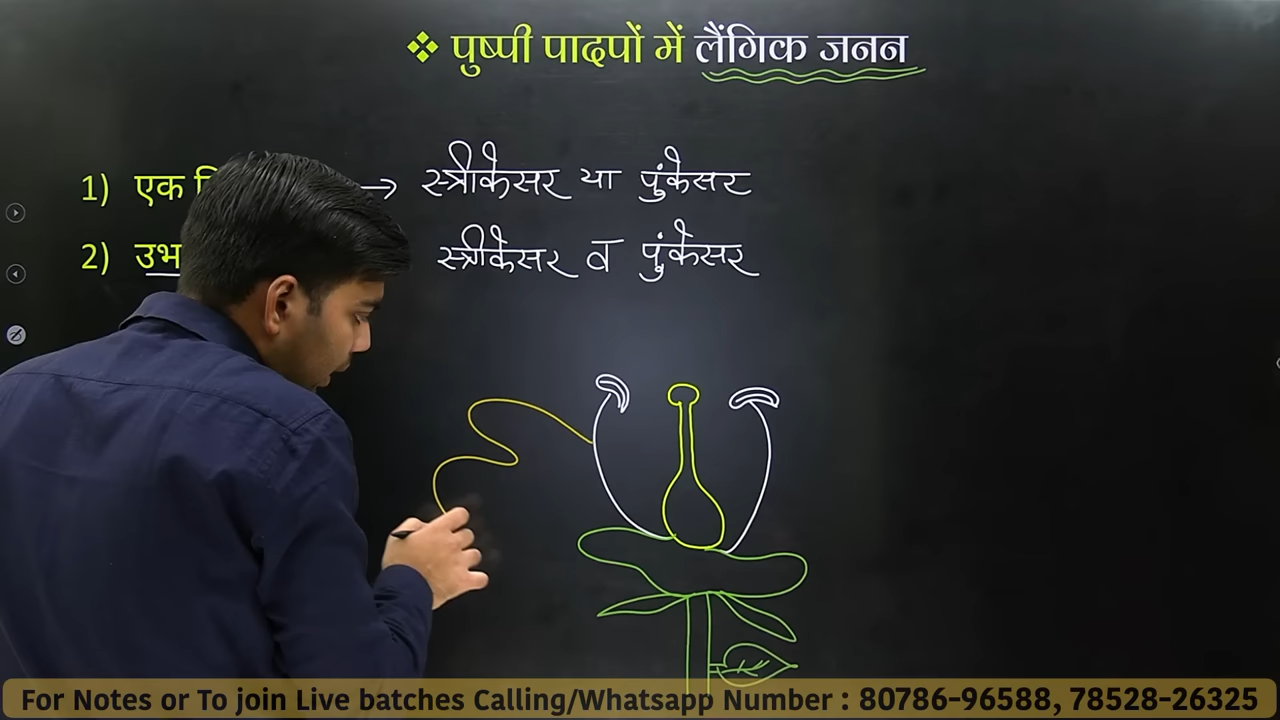 ❖ पुष्पी पादपों में लैंगिक जनन
1) एक → स्त्रीकेसर या पुंकेसर
2) स्त्रीकेसर व पुंकेसर
For Notes or To join Live batches Calling/Whatsapp Number : 80786-96588, 78528-26325